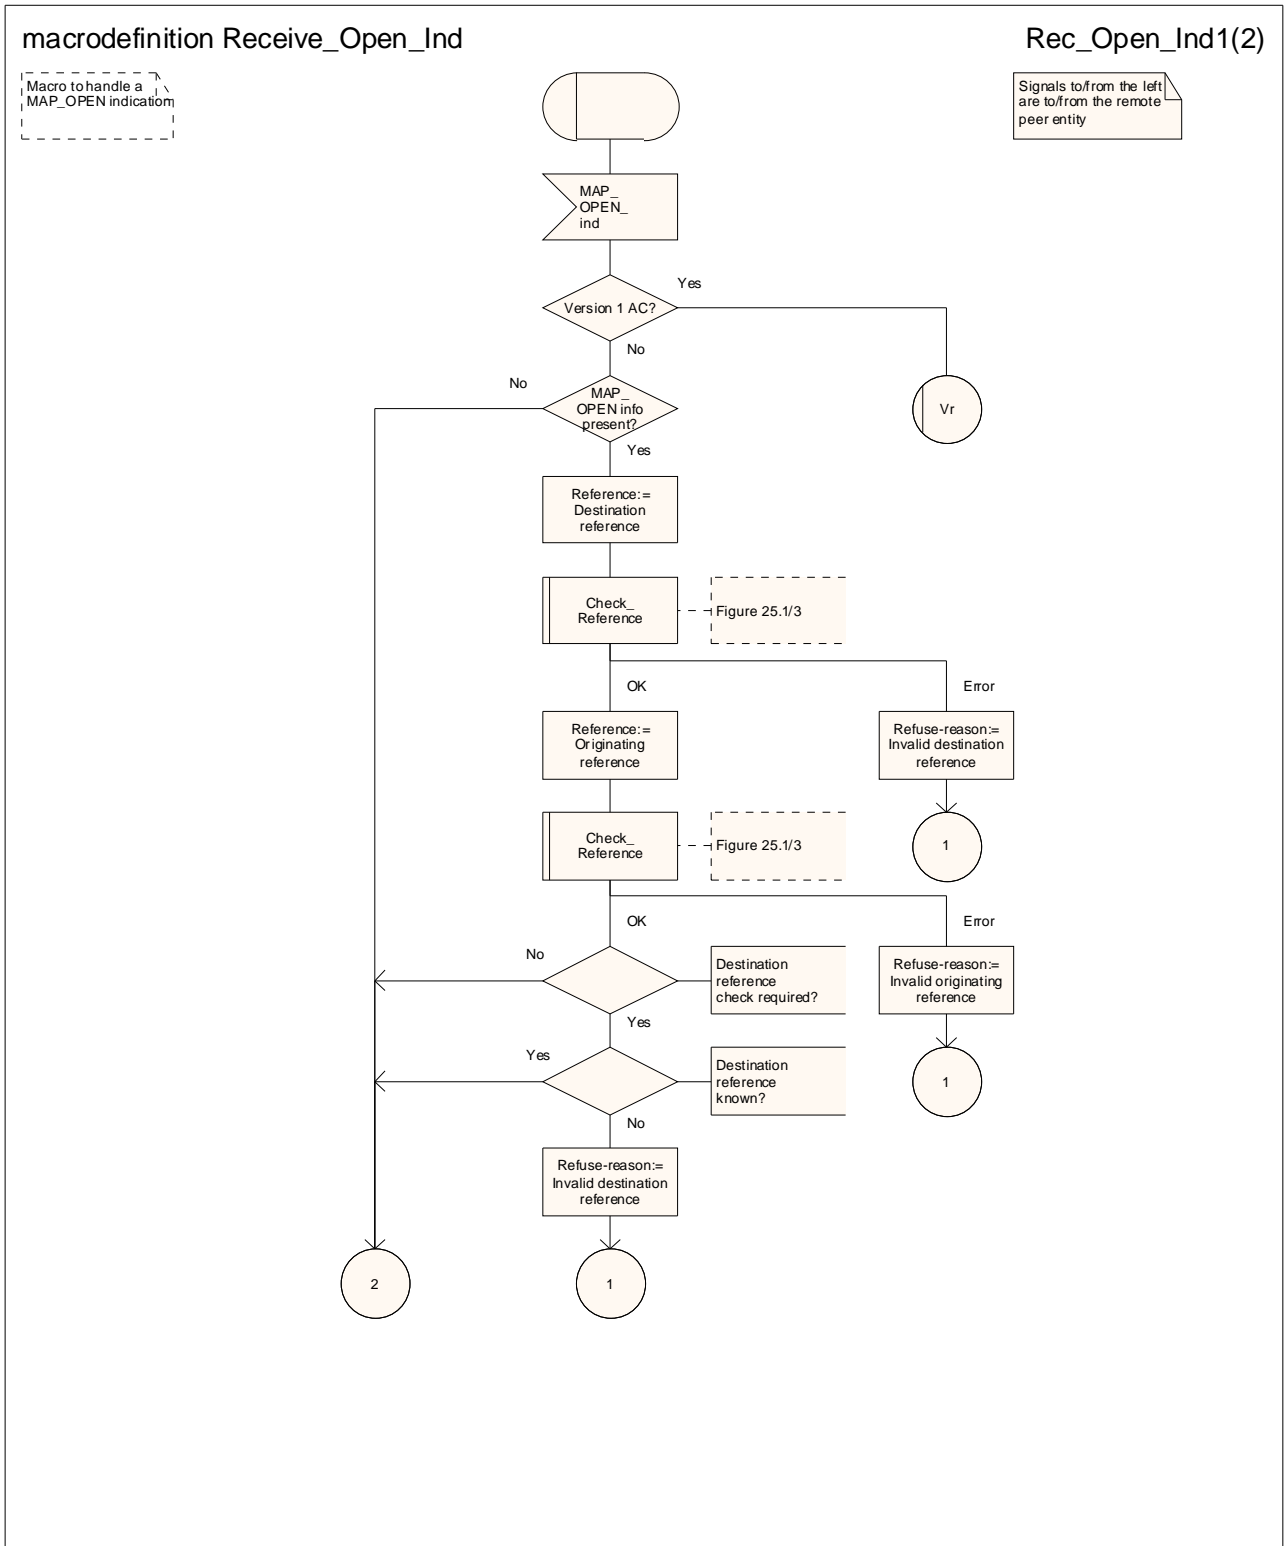 macrodefinition Receive_Open_Ind
Rec_Open_Ind1(2)
Macro to handle a
MAP_OPEN indication
Signals to/from the left
are to/from the remote
peer entity
MAP_
OPEN_
ind
Version 1 AC?
Yes
No
Vr
No
MAP_
OPEN info
present?
Yes
Reference:=
Destination
reference
Check_
Reference
Figure 25.1/3
OK
Error
Reference:=
Originating
reference
Refuse-reason:=
Invalid destination
reference
Check_
Reference
Figure 25.1/3
1
OK
Error
No
Destination
reference
check required?
Refuse-reason:=
Invalid originating
reference
Yes
Yes
Destination
reference
known?
1
No
Refuse-reason:=
Invalid destination
reference
2
1